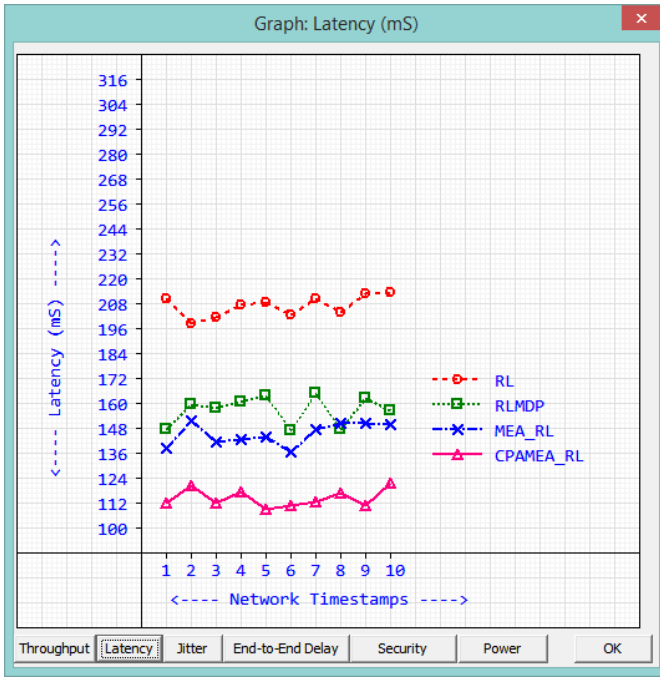 Graph: Latency (mS)
×
316
304
292
280
268
256
244
232
220
208
196
184
172
160
148
136
124
112
100
<---- Latency (mS) ---->
RL
RLMDP
MEA_RL
CPAMEA_RL
1 2 3 4 5 6 7 8 9 10
<---- Network Timestamps ---->
Throughput Latency Jitter End-to-End Delay Security Power OK